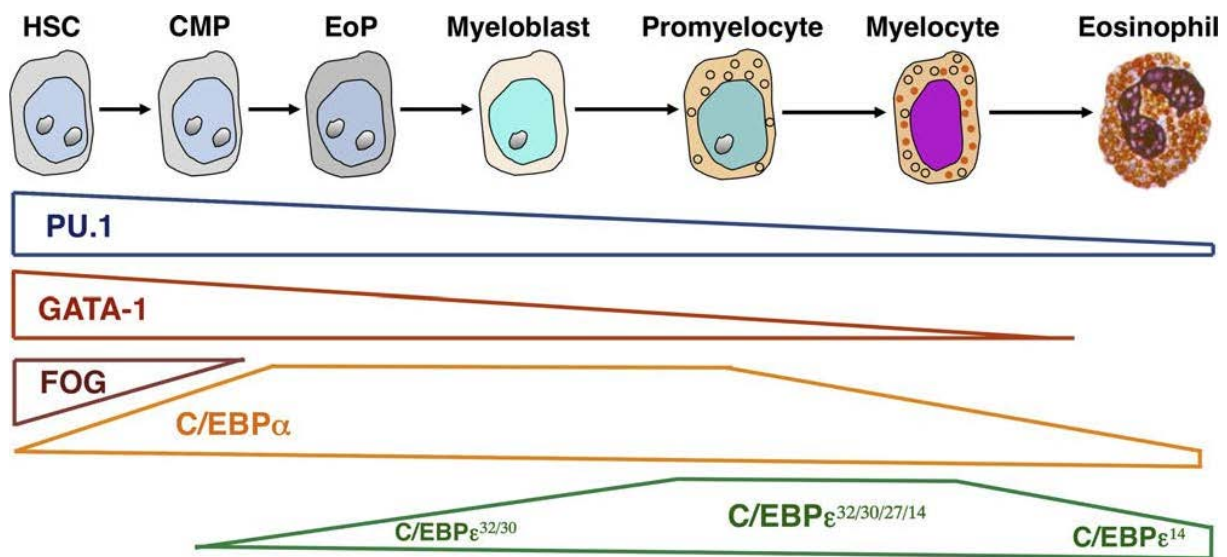 HSC CMP EoP Myeloblast Promyelocyte Myelocyte Eosinophil
PU.1
GATA-1
FOG
C/EBPα
C/EBPε32/30 C/EBPε32/30/27/14 C/EBPε14